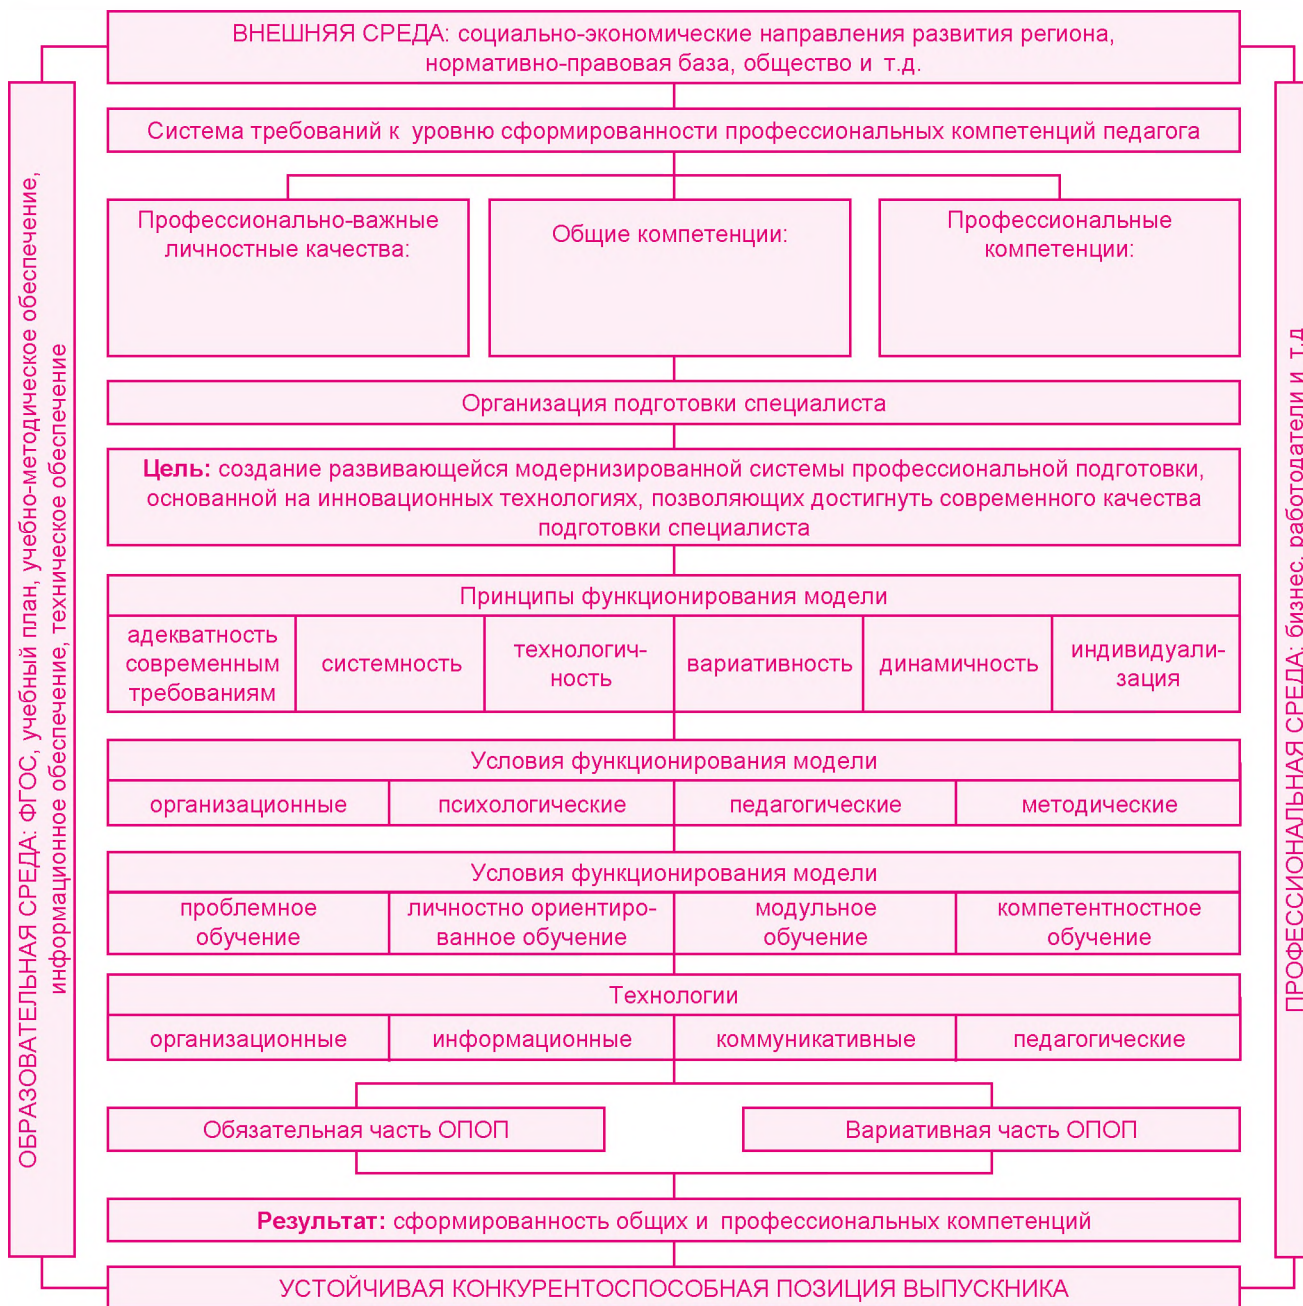 ВНЕШНЯЯ СРЕДА: социально-экономические направления развития региона,
нормативно-правовая база, общество и т.д.
Система требований к уровню сформированности профессиональных компетенций педагога
Профессионально-важные
личностные качества:
Общие компетенции:
Профессиональные
компетенции:
Организация подготовки специалиста
Цель: создание развивающейся модернизированной системы профессиональной подготовки,
основанной на инновационных технологиях, позволяющих достигнуть современного качества
подготовки специалиста
Принципы функционирования модели
адекватность
современным
требованиям
системность
технологич-
ность
вариативность
динамичность
индивидуали-
зация
Условия функционирования модели
организационные
психологические
педагогические
методические
Условия функционирования модели
проблемное
обучение
личностно ориентиро-
ванное обучение
модульное
обучение
компетентностное
обучение
Технологии
организационные
информационные
коммуникативные
педагогические
Обязательная часть ОПОП
Вариативная часть ОПОП
Результат: сформированность общих и профессиональных компетенций
УСТОЙЧИВАЯ КОНКУРЕНТОСПОСОБНАЯ ПОЗИЦИЯ ВЫПУСКНИКА
ОБРАЗОВАТЕЛЬНАЯ СРЕДА: ФГОС, учебный план, учебно-методическое обеспечение,
информационное обеспечение, техническое обеспечение
ПРОФЕССИОНАЛЬНАЯ СРЕДА: бизнес, работодатели и т.д